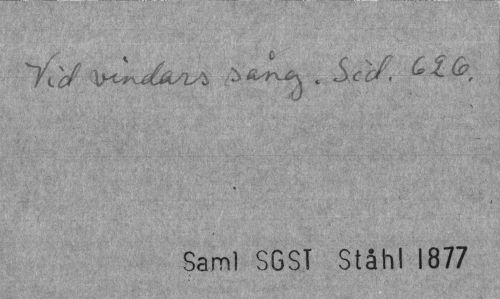 Vid vindars sång. Sid. 626.
Saml SGST Ståhl 1877